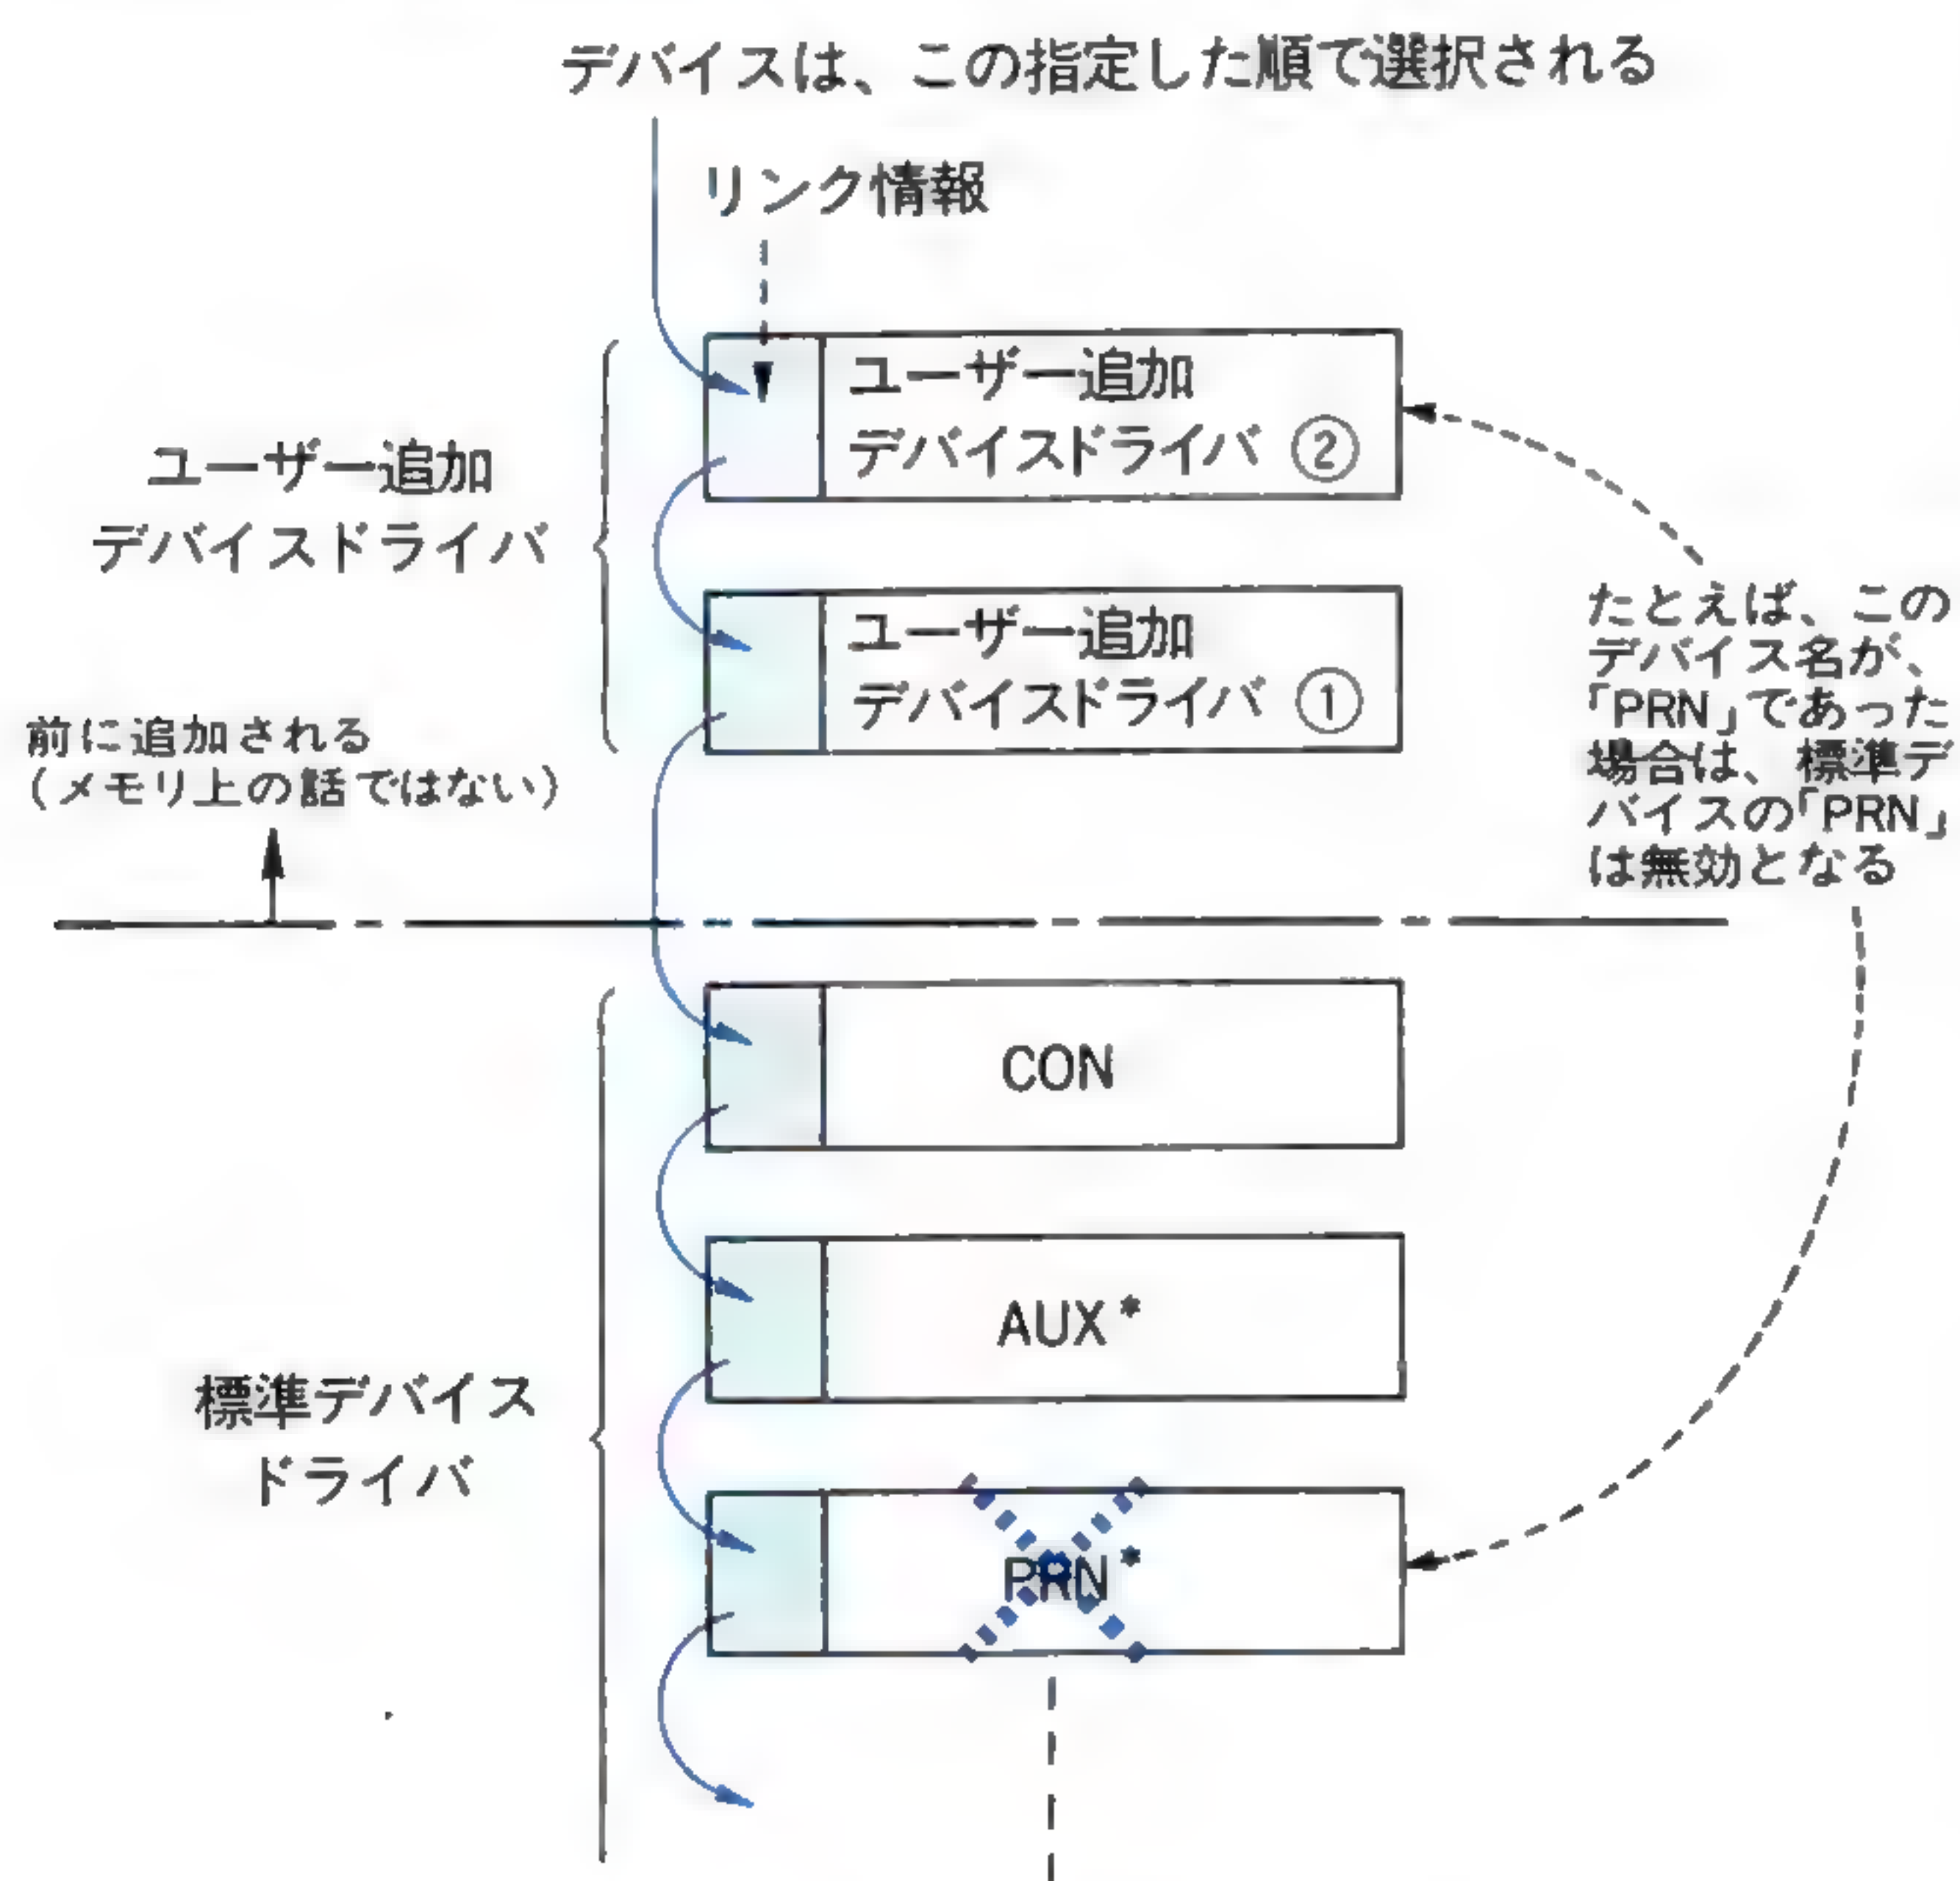 デバイスは、この指定した順で選択される
リンク情報
ユーザー追加
デバイスドライバ ②
ユーザー追加
デバイスドライバ
ユーザー追加
デバイスドライバ ①
たとえば、この
デバイス名が、
「PRN」であった
場合は、標準デ
バイスの「PRN」
は無効となる
前に追加される
(メモリ上の話ではない)
CON
AUX*
標準デバイス
ドライバ
PRN*